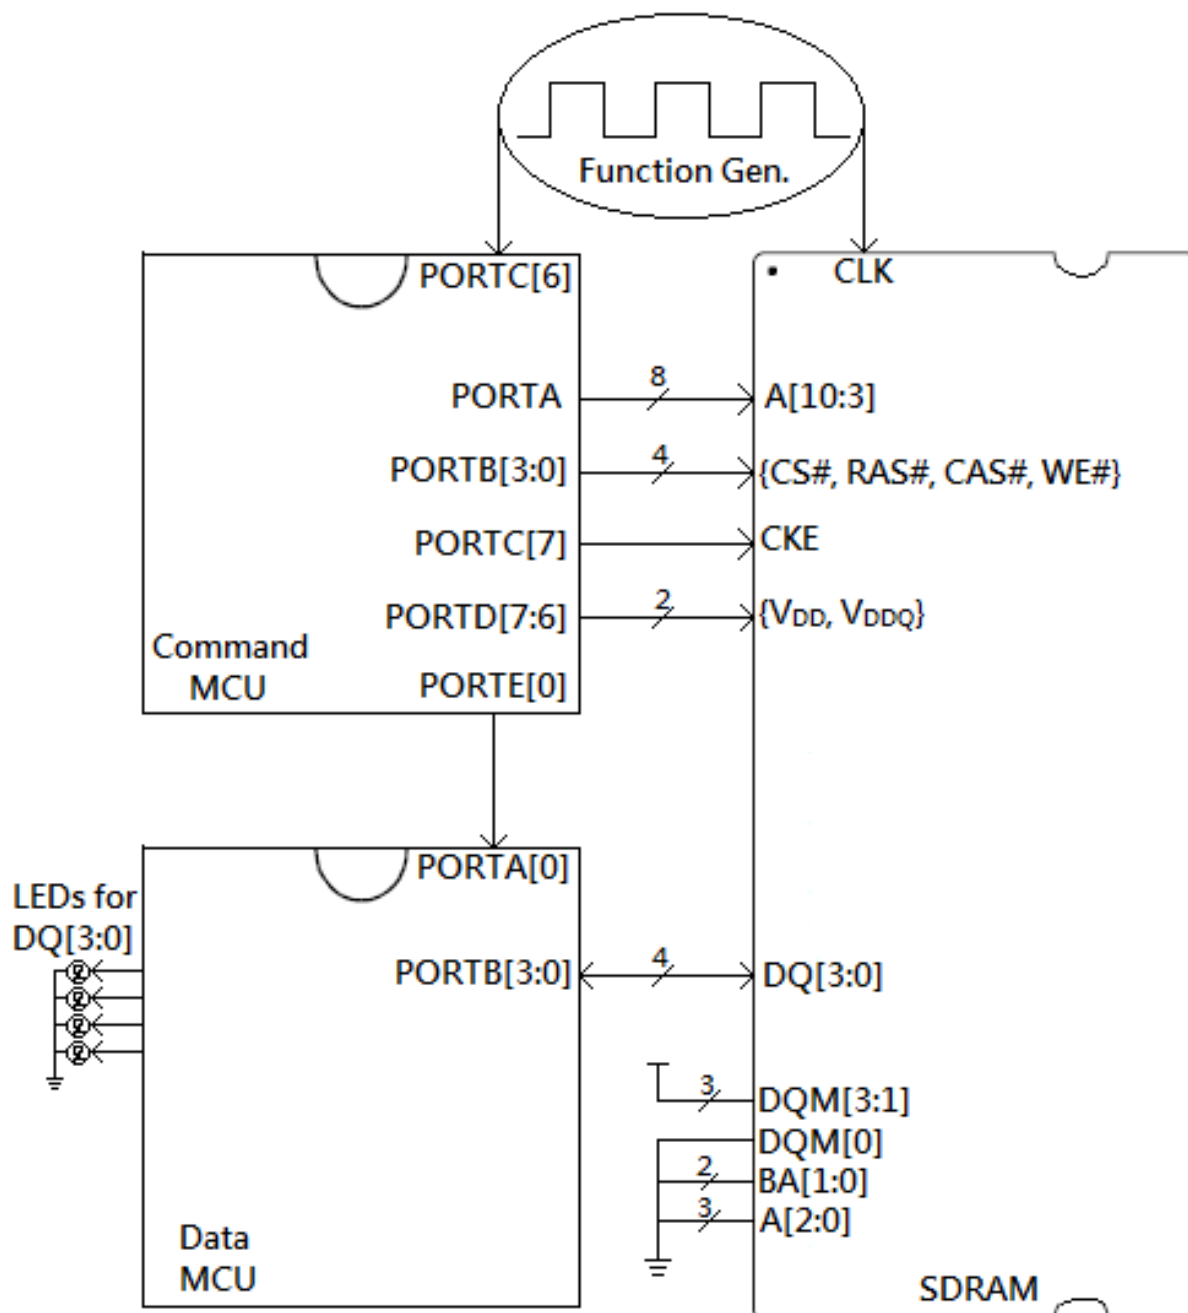 Function Gen.
PORTC[6]
CLK
PORTA
8
A[10:3]
PORTB[3:0]
4
{CS#, RAS#, CAS#, WE#}
PORTC[7]
CKE
PORTD[7:6]
2
{VDD, VDDQ}
Command
MCU
PORTE[0]
PORTA[0]
LEDs for
DQ[3:0]
PORTB[3:0]
4
DQ[3:0]
3
DQM[3:1]
DQM[0]
2
BA[1:0]
3
A[2:0]
Data
MCU
SDRAM